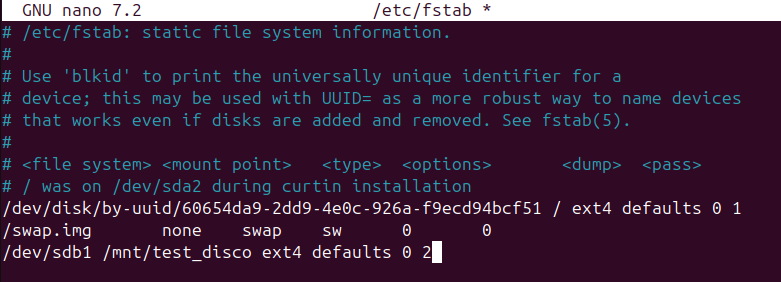 GNU nano 7.2 /etc/fstab *
# /etc/fstab: static file system information.
#
# Use 'blkid' to print the universally unique identifier for a
# device; this may be used with UUID= as a more robust way to name devices
# that works even if disks are added and removed. See fstab(5).
#
# <file system> <mount point>   <type>  <options>       <dump>  <pass>
# / was on /dev/sda2 during curtin installation
/dev/disk/by-uuid/60654da9-2dd9-4e0c-926a-f9ecd94bcf51 / ext4 defaults 0 1
/swap.img       none    swap    sw      0       0
/dev/sdb1 /mnt/test_disco ext4 defaults 0 2